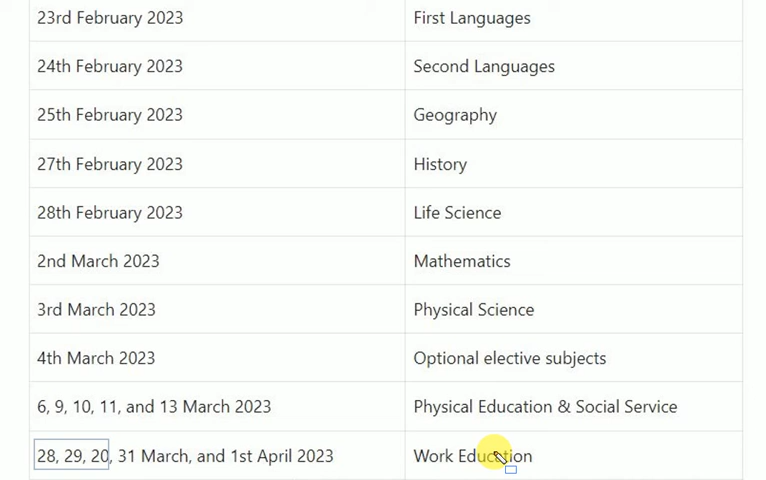 23rd February 2023 First Languages
24th February 2023 Second Languages
25th February 2023 Geography
27th February 2023 History
28th February 2023 Life Science
2nd March 2023 Mathematics
3rd March 2023 Physical Science
4th March 2023 Optional elective subjects
6, 9, 10, 11, and 13 March 2023 Physical Education & Social Service
28, 29, 20, 31 March, and 1st April 2023 Work Education